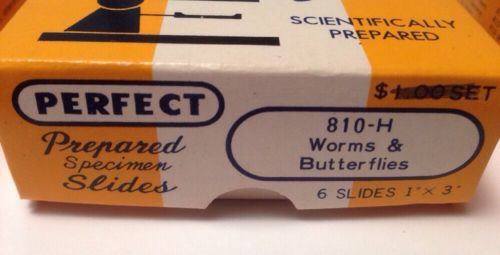 SCIENTIFICALLY
PREPARED
PERFECT
Prepared
Specimen
Slides
$1.00 SET
810-H
Worms &
Butterflies
6 SLIDES 1" X 3"